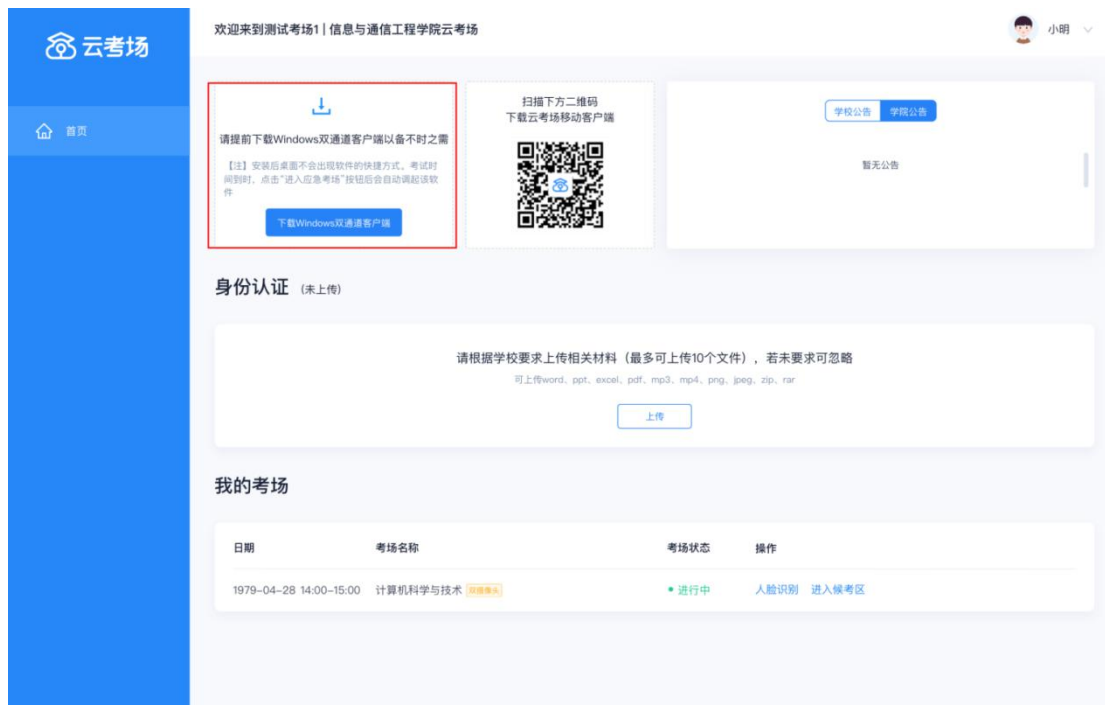 云考场
欢迎来到测试考场1 | 信息与通信工程学院云考场
小明
首页
请提前下载Windows双通道客户端以备不时之需
【注】安装后桌面不会出现软件的快捷方式。考试时
间到时，点击“进入应急考场”按钮后会自动调起该软
件
下载Windows双通道客户端
扫描下方二维码
下载云考场移动客户端
学校公告 学院公告
暂无公告
身份认证 （未上传）
请根据学校要求上传相关材料（最多可上传10个文件），若未要求可忽略
可上传word、ppt、excel、pdf、mp3、mp4、png、jpeg、zip、rar
上传
我的考场
日期 考场名称 考场状态 操作
1979-04-28 14:00-15:00 计算机科学与技术 双摄像头 进行中 人脸识别 进入候考区